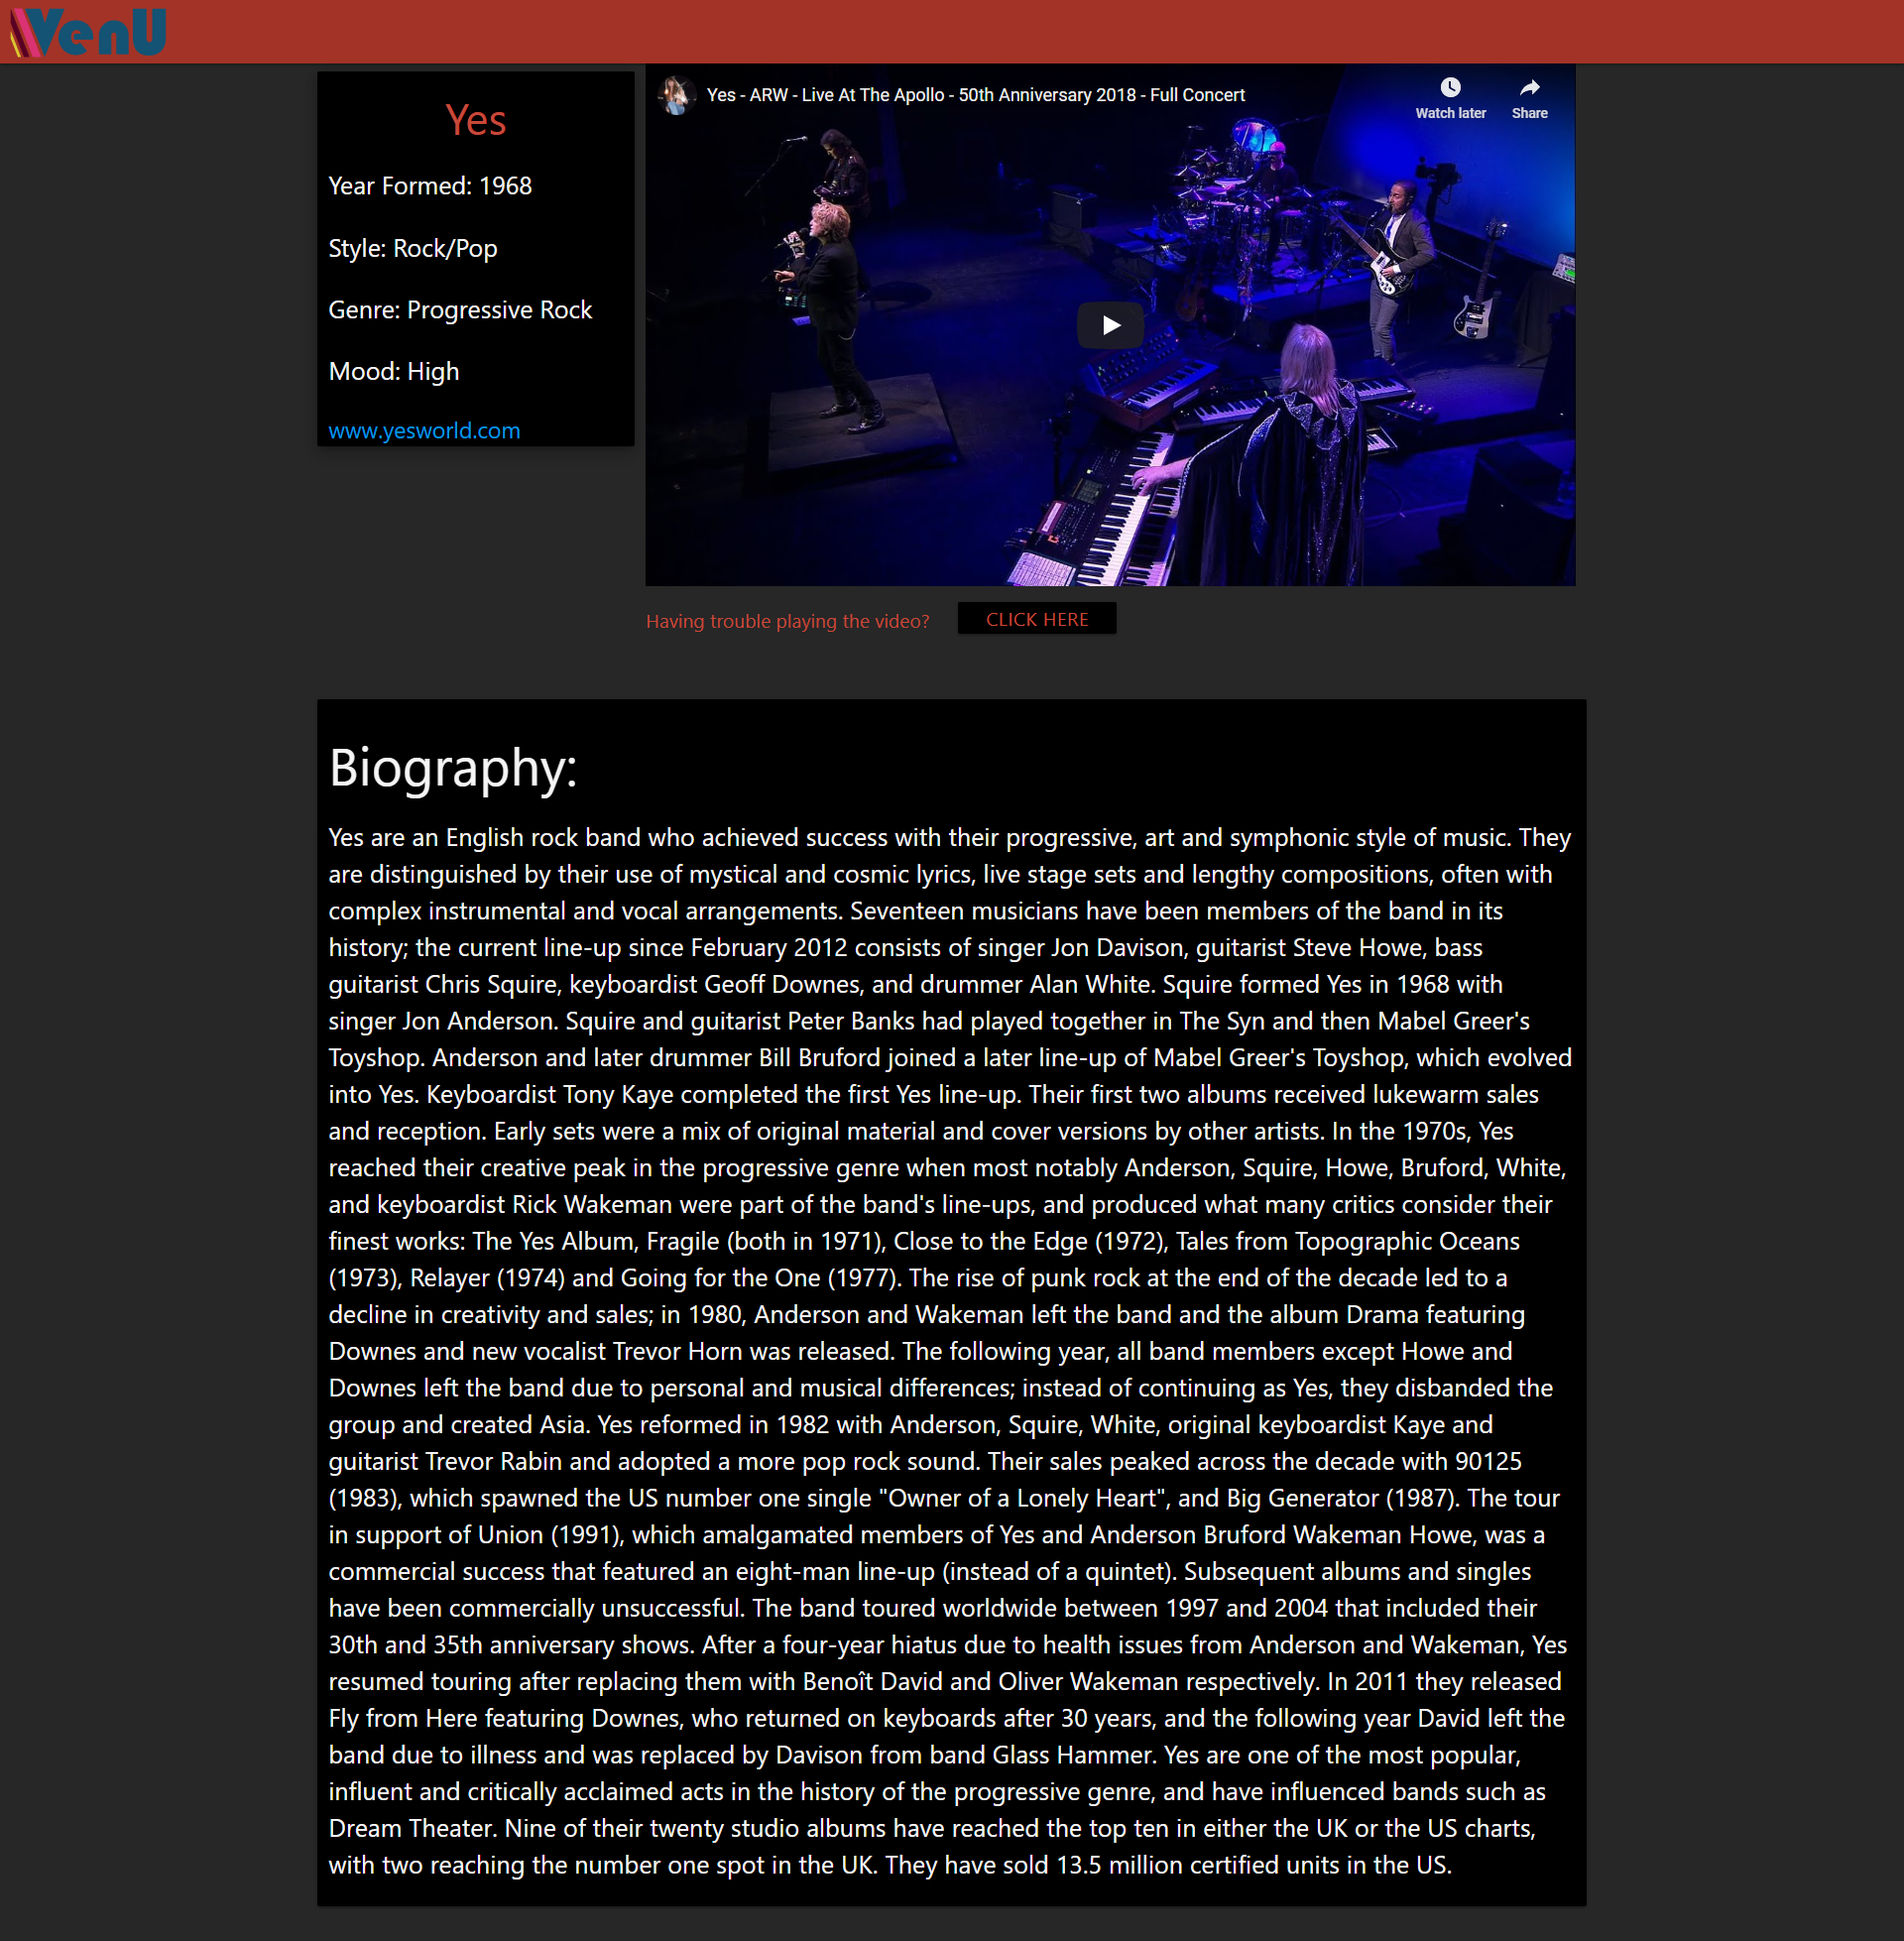 VenU
Yes
Year Formed: 1968
Style: Rock/Pop
Genre: Progressive Rock
Mood: High
www.yesworld.com
Yes - ARW - Live At The Apollo - 50th Anniversary 2018 - Full Concert
Watch later
Share
Having trouble playing the video?
CLICK HERE
Biography:
Yes are an English rock band who achieved success with their progressive, art and symphonic style of music. They
are distinguished by their use of mystical and cosmic lyrics, live stage sets and lengthy compositions, often with
complex instrumental and vocal arrangements. Seventeen musicians have been members of the band in its
history; the current line-up since February 2012 consists of singer Jon Davison, guitarist Steve Howe, bass
guitarist Chris Squire, keyboardist Geoff Downes, and drummer Alan White. Squire formed Yes in 1968 with
singer Jon Anderson. Squire and guitarist Peter Banks had played together in The Syn and then Mabel Greer's
Toyshop. Anderson and later drummer Bill Bruford joined a later line-up of Mabel Greer's Toyshop, which evolved
into Yes. Keyboardist Tony Kaye completed the first Yes line-up. Their first two albums received lukewarm sales
and reception. Early sets were a mix of original material and cover versions by other artists. In the 1970s, Yes
reached their creative peak in the progressive genre when most notably Anderson, Squire, Howe, Bruford, White,
and keyboardist Rick Wakeman were part of the band's line-ups, and produced what many critics consider their
finest works: The Yes Album, Fragile (both in 1971), Close to the Edge (1972), Tales from Topographic Oceans
(1973), Relayer (1974) and Going for the One (1977). The rise of punk rock at the end of the decade led to a
decline in creativity and sales; in 1980, Anderson and Wakeman left the band and the album Drama featuring
Downes and new vocalist Trevor Horn was released. The following year, all band members except Howe and
Downes left the band due to personal and musical differences; instead of continuing as Yes, they disbanded the
group and created Asia. Yes reformed in 1982 with Anderson, Squire, White, original keyboardist Kaye and
guitarist Trevor Rabin and adopted a more pop rock sound. Their sales peaked across the decade with 90125
(1983), which spawned the US number one single "Owner of a Lonely Heart", and Big Generator (1987). The tour
in support of Union (1991), which amalgamated members of Yes and Anderson Bruford Wakeman Howe, was a
commercial success that featured an eight-man line-up (instead of a quintet). Subsequent albums and singles
have been commercially unsuccessful. The band toured worldwide between 1997 and 2004 that included their
30th and 35th anniversary shows. After a four-year hiatus due to health issues from Anderson and Wakeman, Yes
resumed touring after replacing them with Benoît David and Oliver Wakeman respectively. In 2011 they released
Fly from Here featuring Downes, who returned on keyboards after 30 years, and the following year David left the
band due to illness and was replaced by Davison from band Glass Hammer. Yes are one of the most popular,
influent and critically acclaimed acts in the history of the progressive genre, and have influenced bands such as
Dream Theater. Nine of their twenty studio albums have reached the top ten in either the UK or the US charts,
with two reaching the number one spot in the UK. They have sold 13.5 million certified units in the US.